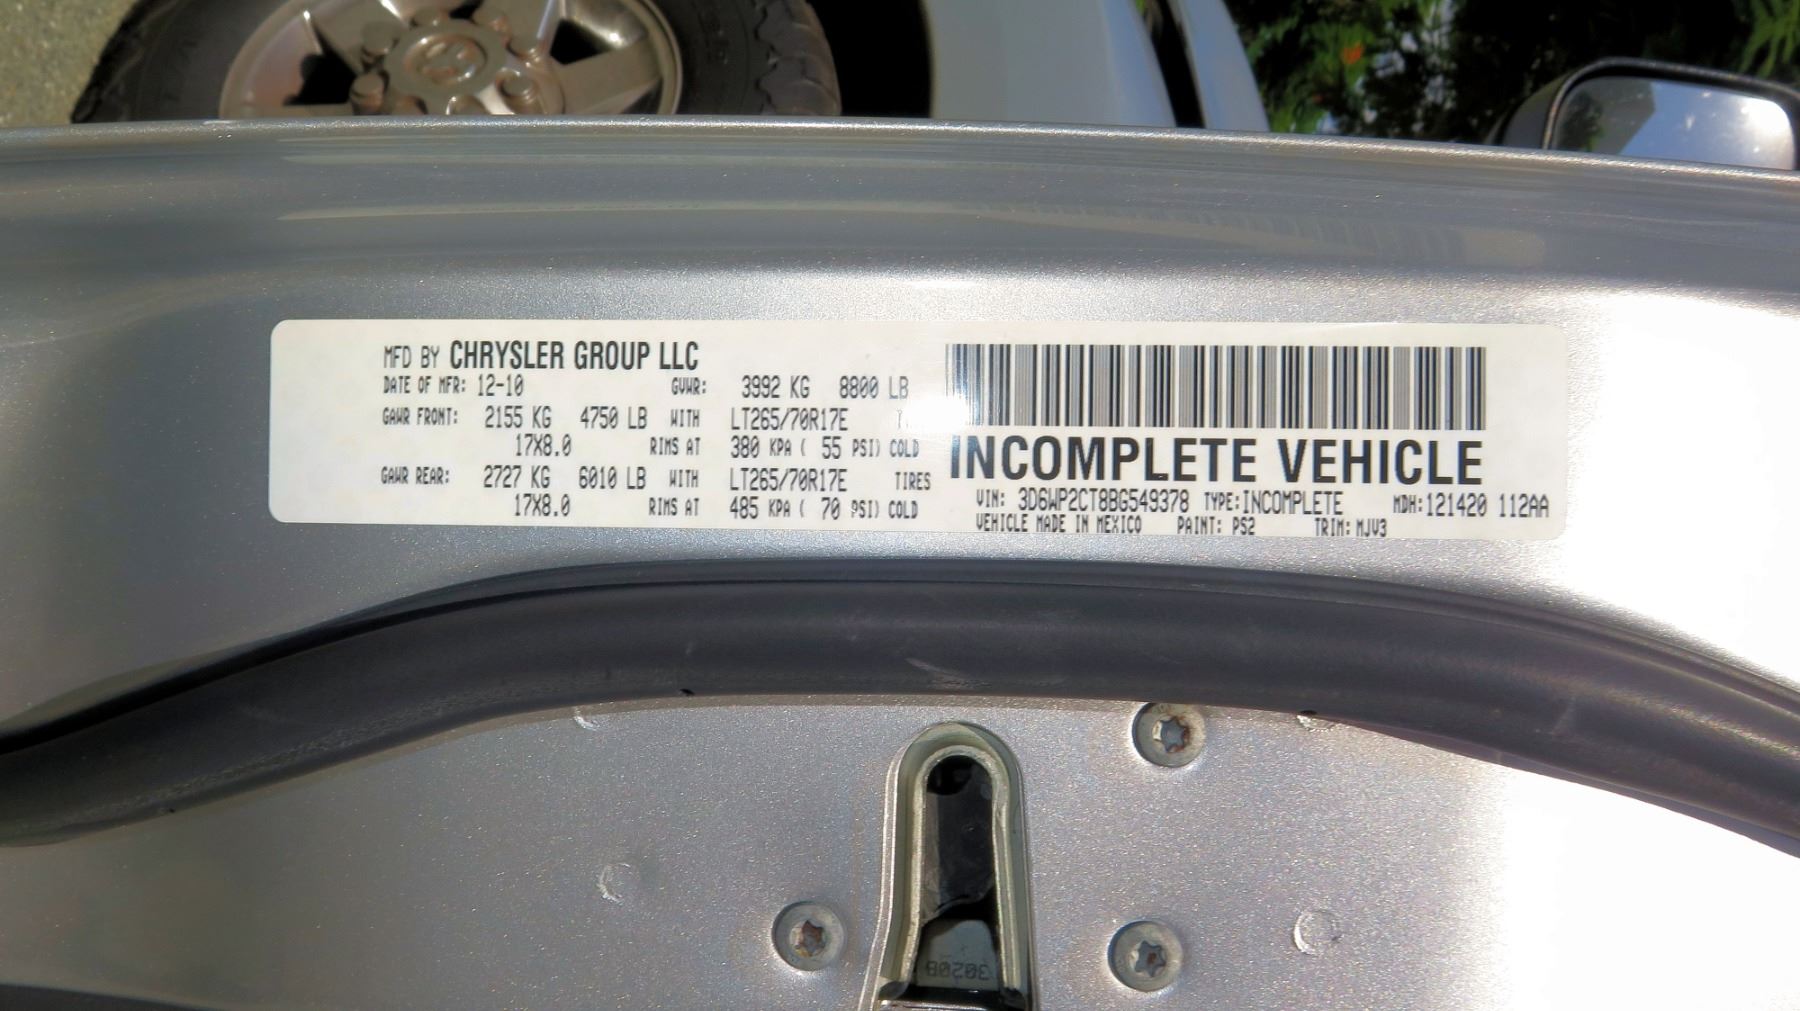 MFD BY CHRYSLER GROUP LLC
DATE OF MFR: 12-10 GVWR: 3992 KG 8800 LB
GAWR FRONT: 2155 KG 4750 LB WITH LT265/70R17E
17X8.0 RIMS AT 380 KPA ( 55 PSI) COLD
GAWR REAR: 2727 KG 6010 LB WITH LT265/70R17E TIRES
17X8.0 RIMS AT 485 KPA ( 70 PSI) COLD
INCOMPLETE VEHICLE
VIN: 3D6WP2CT8BG549378 TYPE:INCOMPLETE MDH:121420 112AA
VEHICLE MADE IN MEXICO PAINT: PS2 TRIM: MJV3
3020B